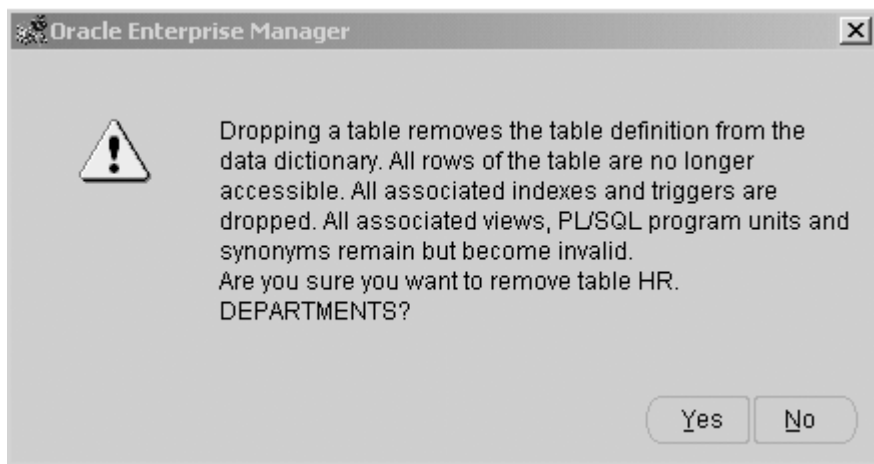 Oracle Enterprise Manager
Dropping a table removes the table definition from the
data dictionary. All rows of the table are no longer
accessible. All associated indexes and triggers are
dropped. All associated views, PL/SQL program units and
synonyms remain but become invalid.
Are you sure you want to remove table HR.
DEPARTMENTS?
Yes No